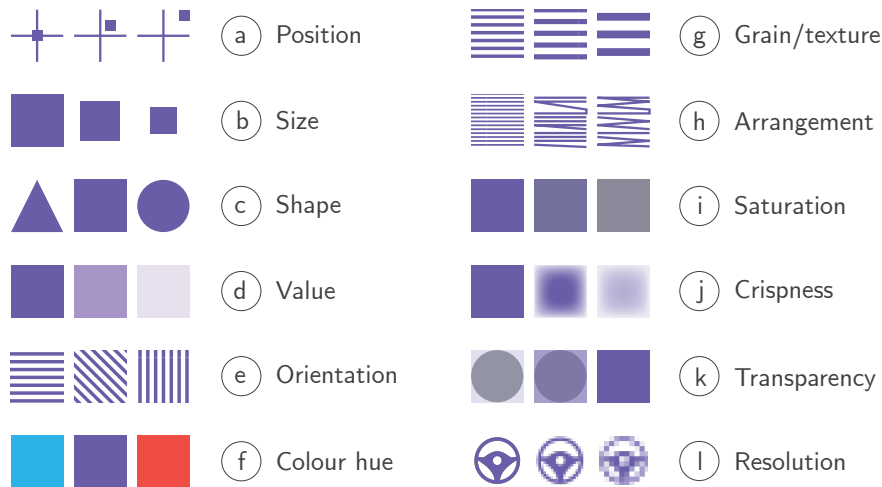 a Position
b Size
c Shape
d Value
e Orientation
f Colour hue
g Grain/texture
h Arrangement
i Saturation
j Crispness
k Transparency
l Resolution